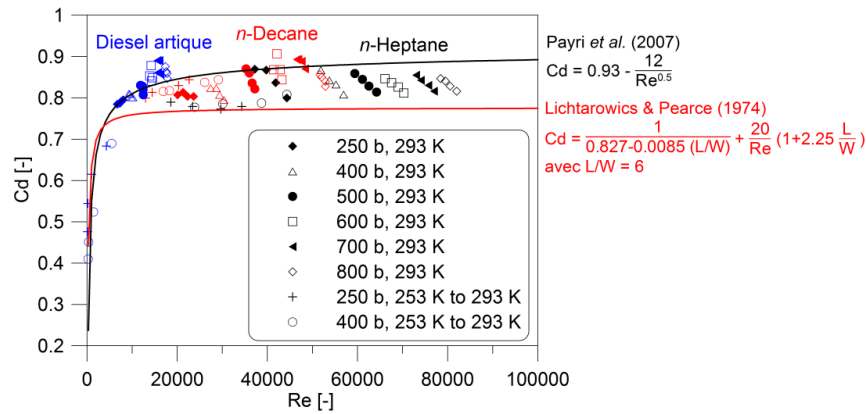 Diesel artique
n-Decane
n-Heptane
Cd [-]
1
0.9
0.8
0.7
0.6
0.5
0.4
0.3
0.2
250 b, 293 K
400 b, 293 K
500 b, 293 K
600 b, 293 K
700 b, 293 K
800 b, 293 K
250 b, 253 K to 293 K
400 b, 253 K to 293 K
0 20000 40000 60000 80000 100000
Re [-]
Payri et al. (2007)
Cd = 0.93 - 12 / Re^0.5
Lichtarowics & Pearce (1974)
Cd = 1 / 0.827-0.0085 (L/W) + 20 / Re (1+2.25 L / W)
avec L/W = 6